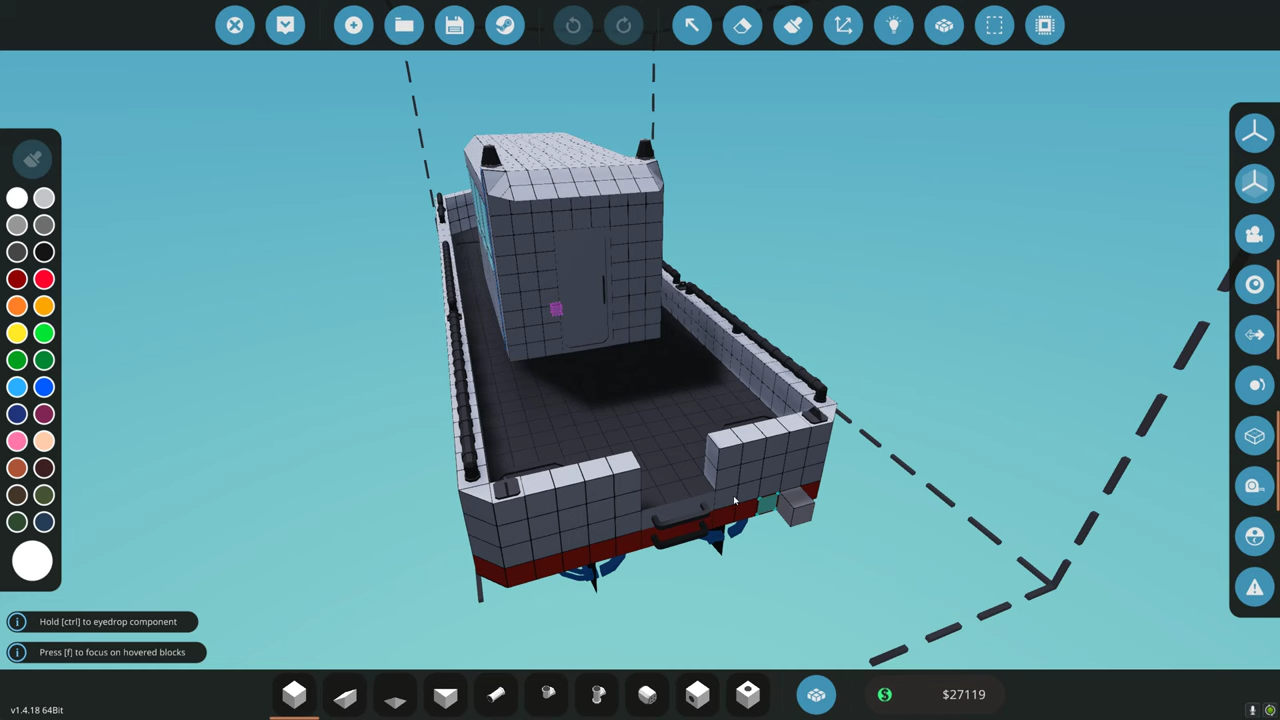 Hold [ctrl] to eyedrop component
Press [f] to focus on hovered blocks
$27119
v1.4.18 64Bit